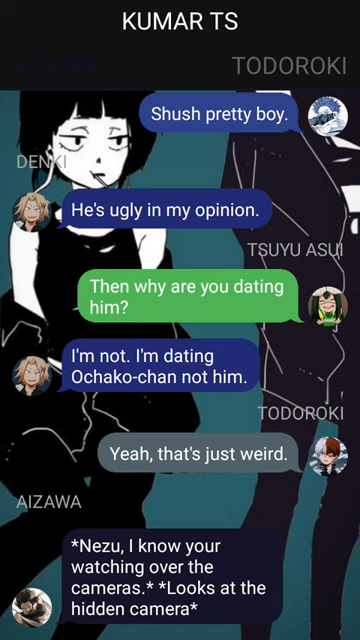 KUMAR TS
AIZAWA
TODOROKI
Shush pretty boy.
DENKI
He's ugly in my opinion.
TSUYU ASUI
Then why are you dating
him?
I'm not. I'm dating
Ochako-chan not him.
TODOROKI
Yeah, that's just weird.
AIZAWA
*Nezu, I know your
watching over the
cameras.* *Looks at the
hidden camera*